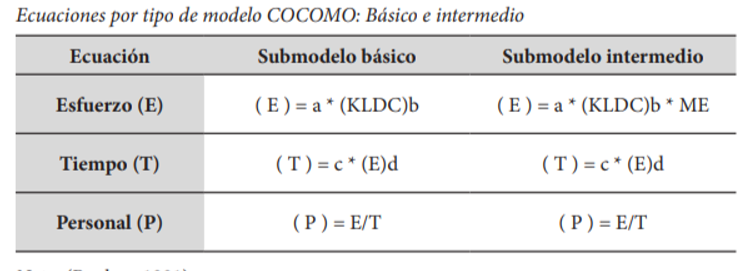 Ecuaciones por tipo de modelo COCOMO: Básico e intermedio
Ecuación Submodelo básico Submodelo intermedio
Esfuerzo (E) ( E ) = a * (KLDC)b ( E ) = a * (KLDC)b * ME
Tiempo (T) ( T ) = c * (E)d ( T ) = c * (E)d
Personal (P) ( P ) = E/T ( P ) = E/T